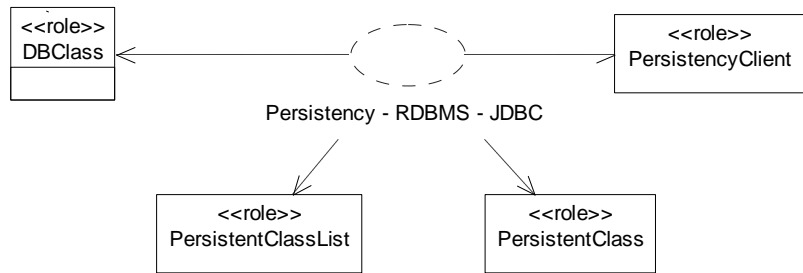 <<role>>
DBClass
<<role>>
PersistencyClient
Persistency - RDBMS - JDBC
<<role>>
PersistentClassList
<<role>>
PersistentClass